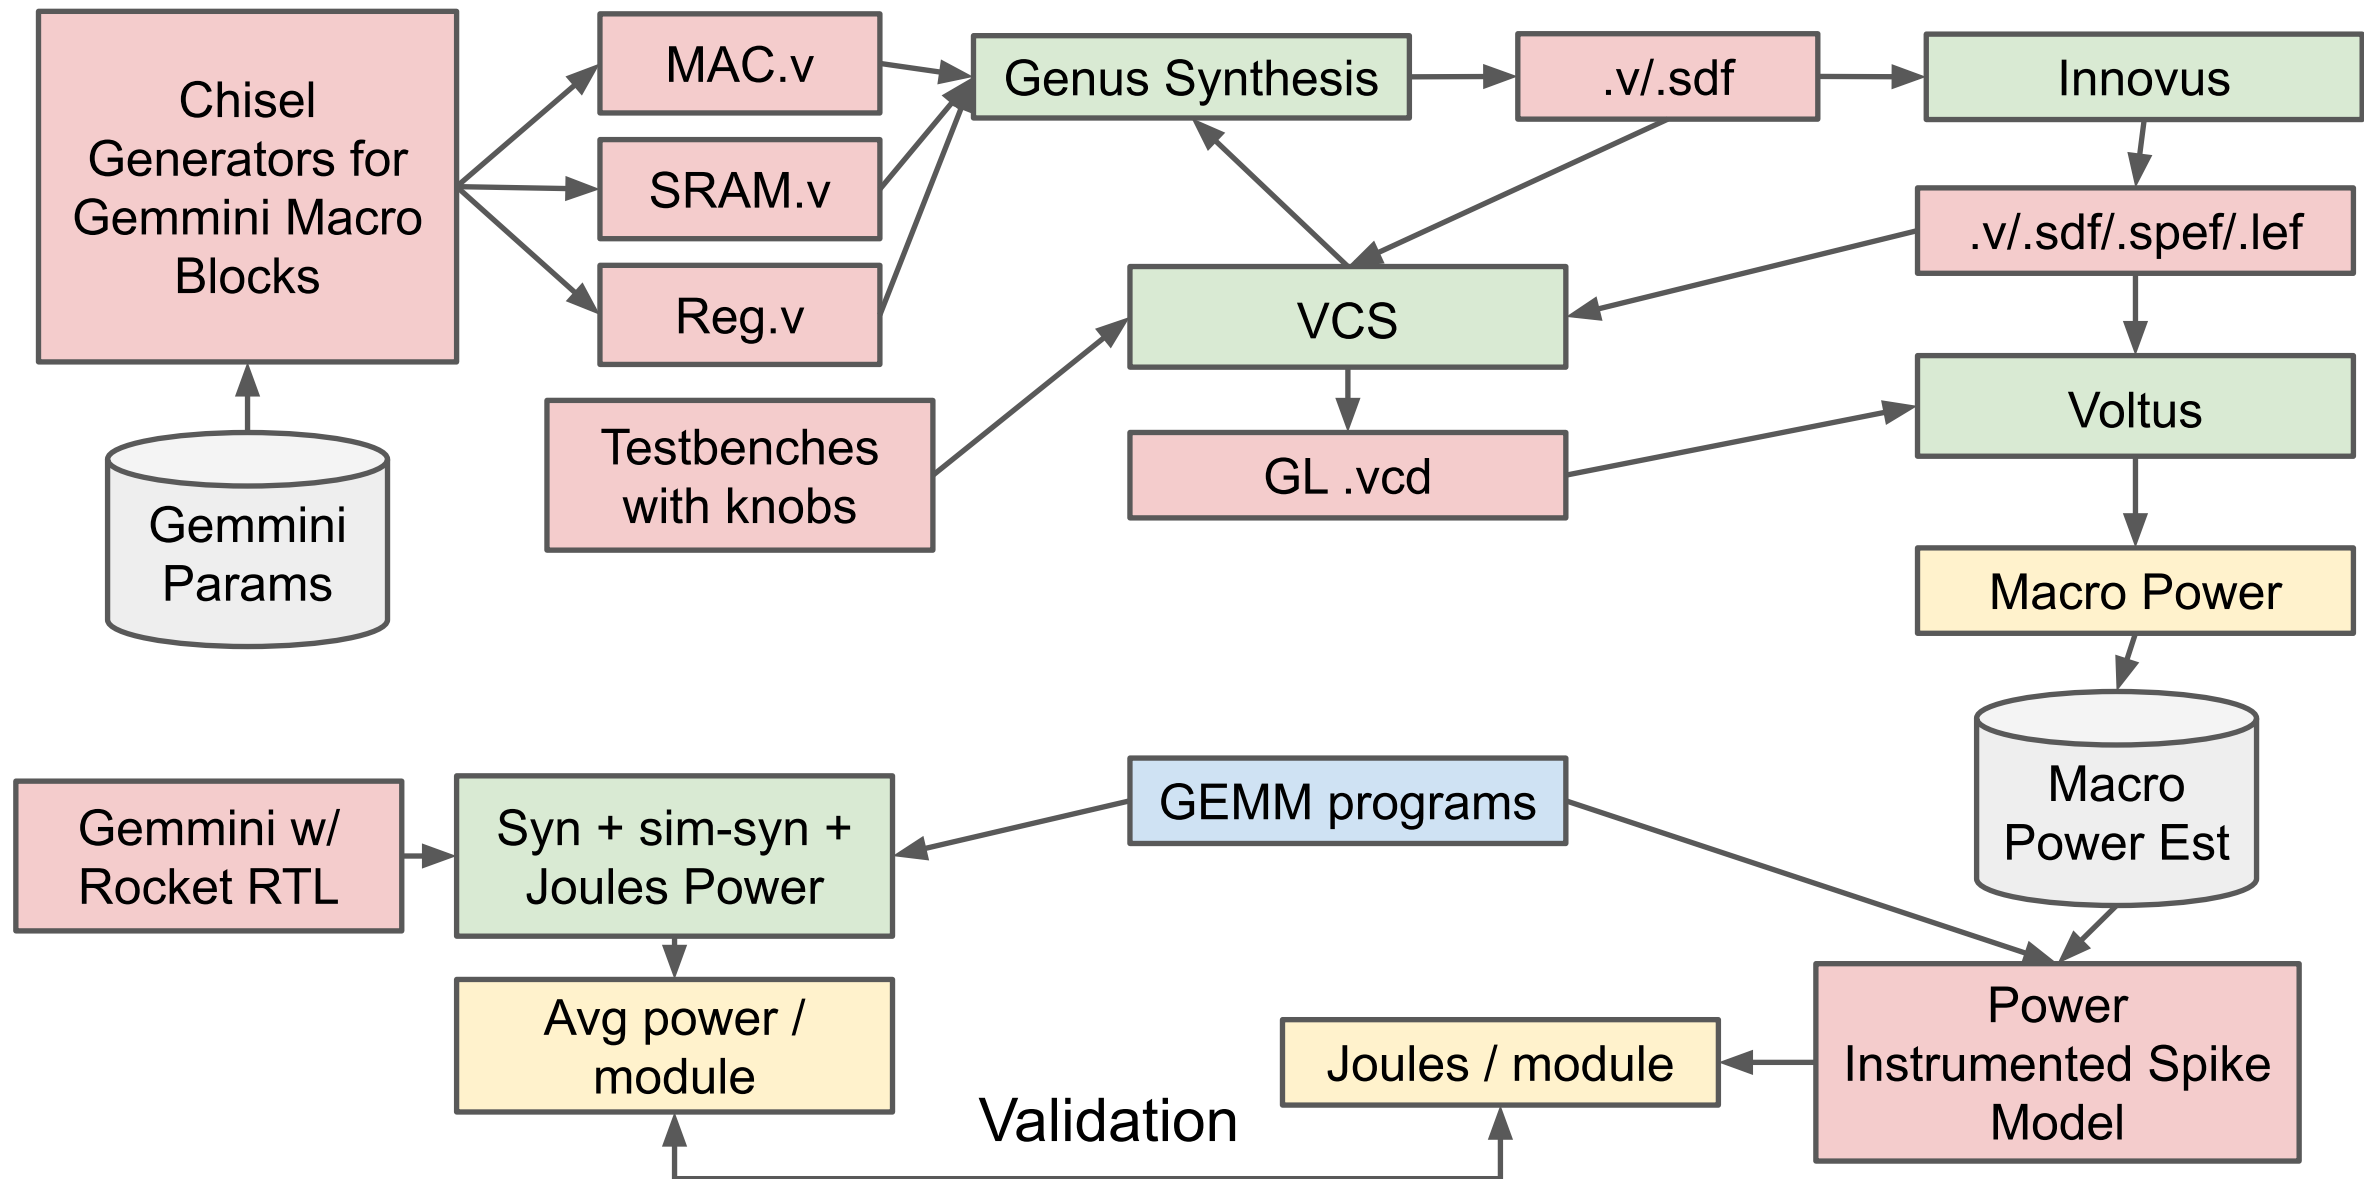 Chisel
Generators for
Gemmini Macro
Blocks
MAC.v
SRAM.v
Reg.v
Genus Synthesis
.v/.sdf
Innovus
.v/.sdf/.spef/.lef
VCS
Voltus
Testbenches
with knobs
GL .vcd
Gemmini
Params
Macro Power
Macro
Power Est
Gemmini w/
Rocket RTL
Syn + sim-syn +
Joules Power
GEMM programs
Avg power /
module
Validation
Joules / module
Power
Instrumented Spike
Model